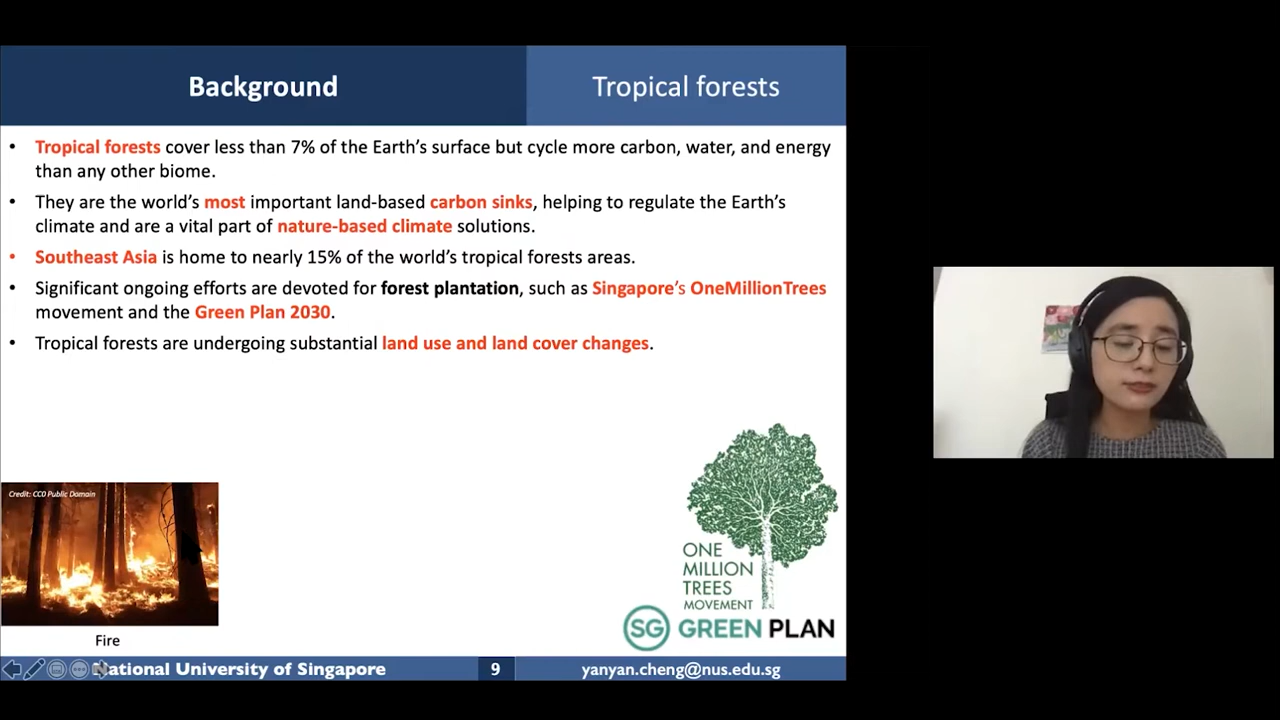 Background
Tropical forests
• Tropical forests cover less than 7% of the Earth's surface but cycle more carbon, water, and energy
than any other biome.
• They are the world's most important land-based carbon sinks, helping to regulate the Earth's
climate and are a vital part of nature-based climate solutions.
• Southeast Asia is home to nearly 15% of the world's tropical forests areas.
• Significant ongoing efforts are devoted for forest plantation, such as Singapore's OneMillionTrees
movement and the Green Plan 2030.
• Tropical forests are undergoing substantial land use and land cover changes.
Credit: CC0 Public Domain
Fire
ONE
MILLION
TREES
MOVEMENT
SG GREEN PLAN
National University of Singapore
9
yanyan.cheng@nus.edu.sg